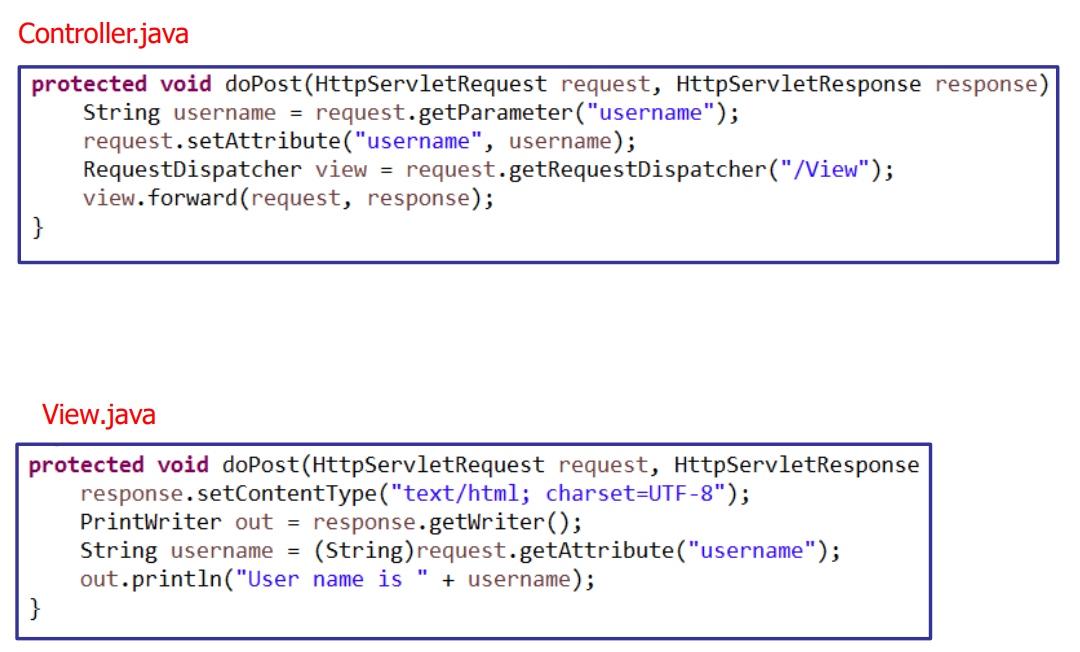 Controller.java
protected void doPost(HttpServletRequest request, HttpServletResponse response)
    String username = request.getParameter("username");
    request.setAttribute("username", username);
    RequestDispatcher view = request.getRequestDispatcher("/View");
    view.forward(request, response);
}
View.java
protected void doPost(HttpServletRequest request, HttpServletResponse
    response.setContentType("text/html; charset=UTF-8");
    PrintWriter out = response.getWriter();
    String username = (String)request.getAttribute("username");
    out.println("User name is " + username);
}